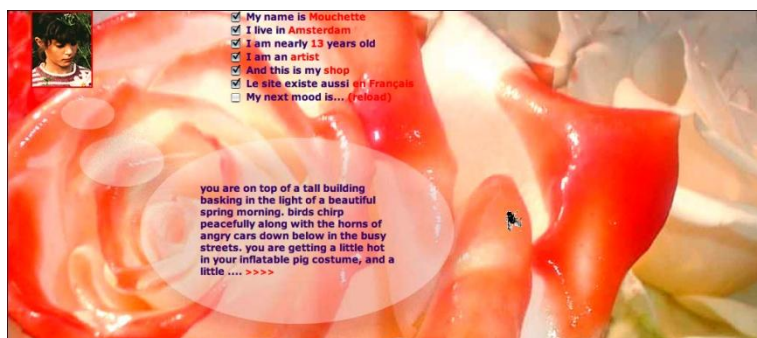 My name is Mouchette
I live in Amsterdam
I am nearly 13 years old
I am an artist
And this is my shop
Le site existe aussi en Français
My next mood is... (reload)
you are on top of a tall building
basking in the light of a beautiful
spring morning. birds chirp
peacefully along with the horns of
angry cars down below in the busy
streets. you are getting a little hot
in your inflatable pig costume, and a
little .... >>>>